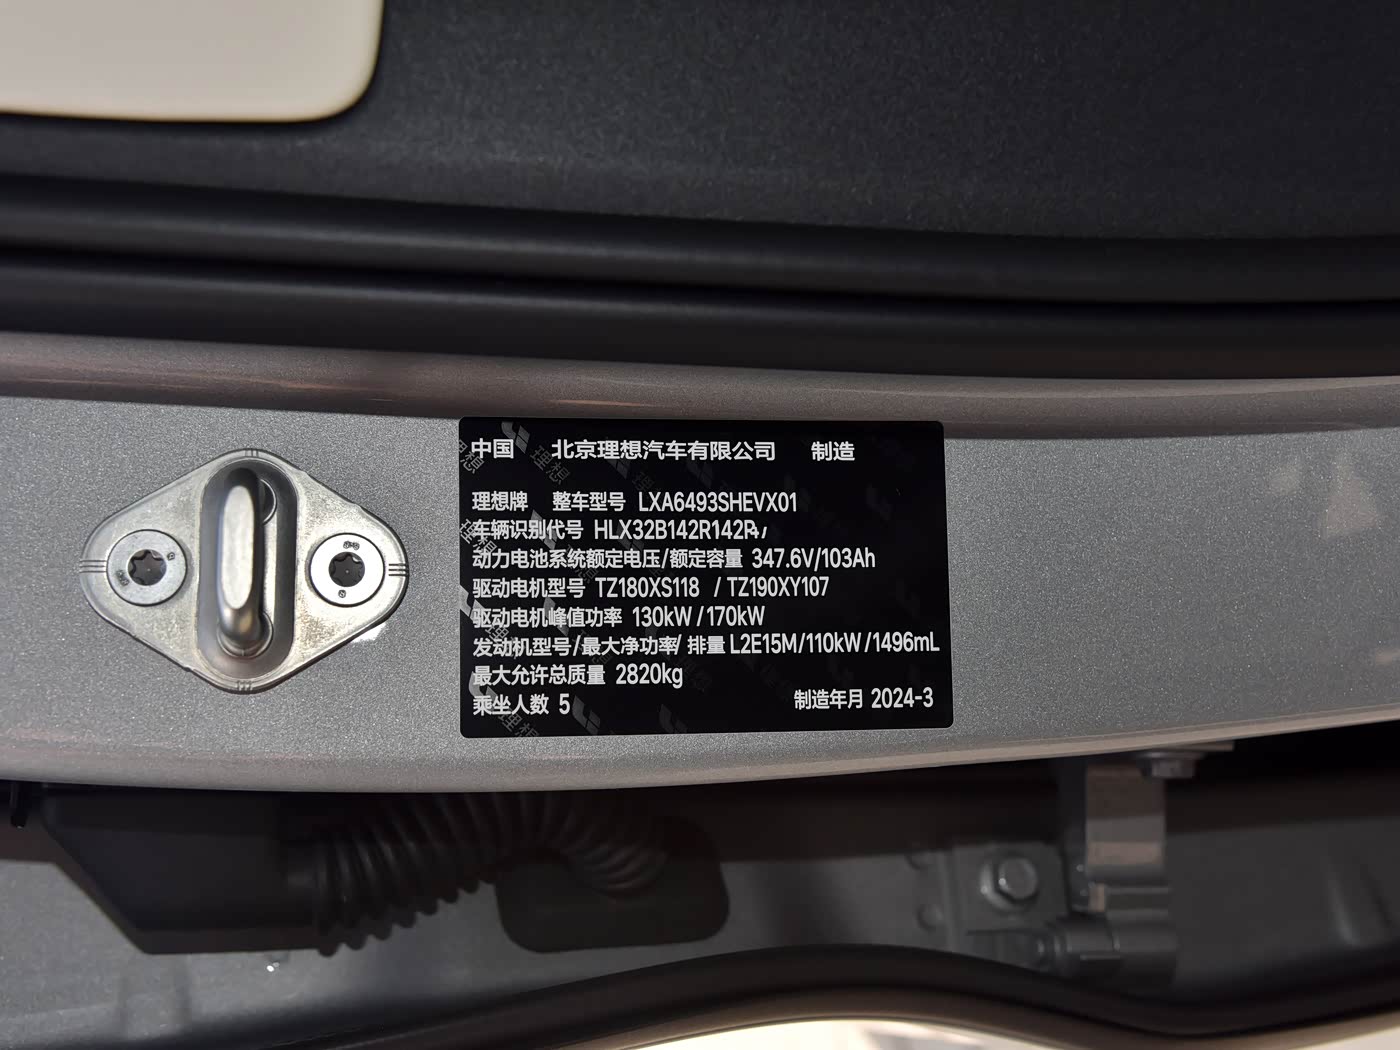 中国 北京理想汽车有限公司 制造
理想牌 整车型号 LXA6493SHEVX01
车辆识别代号 HLX32B142R142
动力电池系统额定电压/额定容量 347.6V/103Ah
驱动电机型号 TZ180XS118 / TZ190XY107
驱动电机峰值功率 130kW / 170kW
发动机型号/最大净功率/ 排量 L2E15M/110kW/1496mL
最大允许总质量 2820kg
乘坐人数 5 制造年月 2024-3